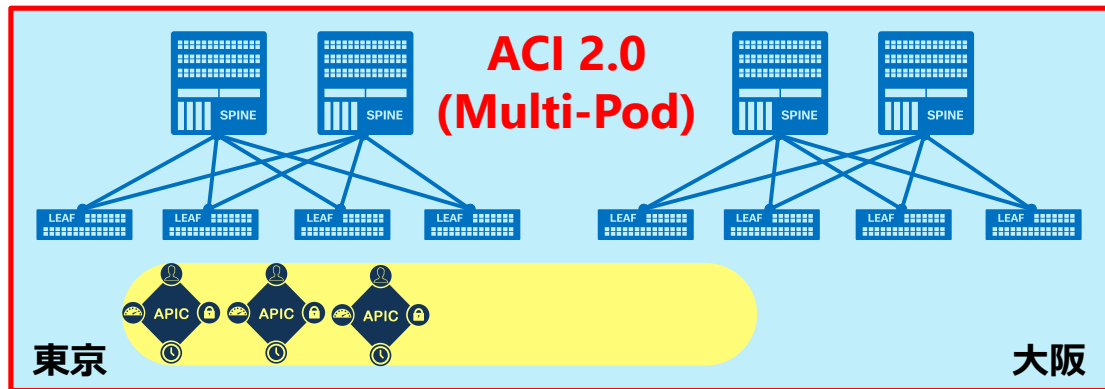 ACI 2.0
(Multi-Pod)
SPINE
SPINE
SPINE
SPINE
LEAF
LEAF
LEAF
LEAF
LEAF
LEAF
LEAF
LEAF
APIC
APIC
APIC
東京
大阪